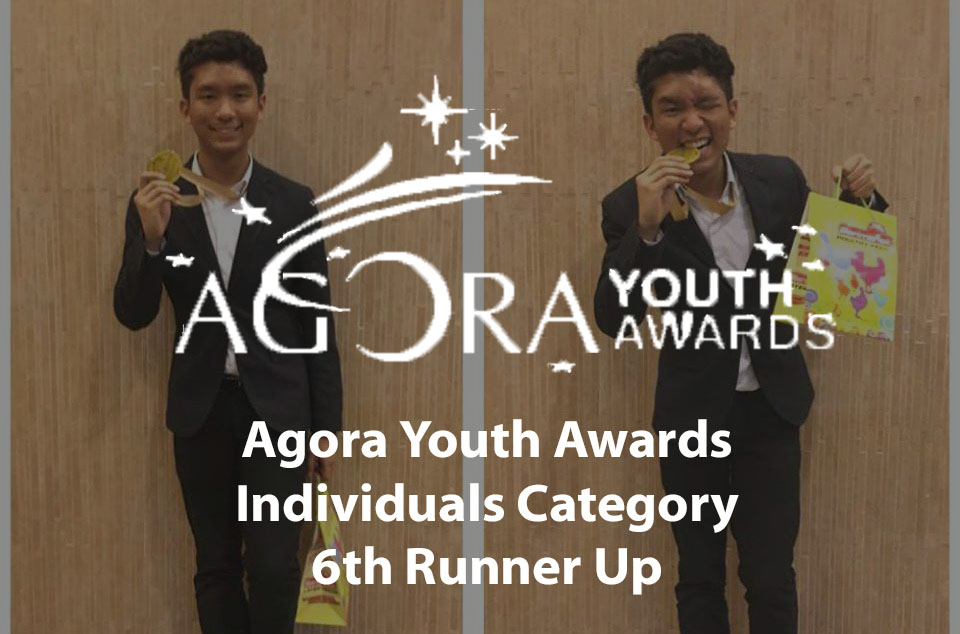 AGORA
YOUTH
AWARDS
Agora Youth Awards
Individuals Category
6th Runner Up